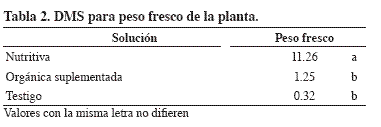 Tabla 2. DMS para peso fresco de la planta.
Solución Peso fresco
Nutritiva 11.26 a
Orgánica suplementada 1.25 b
Testigo 0.32 b
Valores con la misma letra no difieren